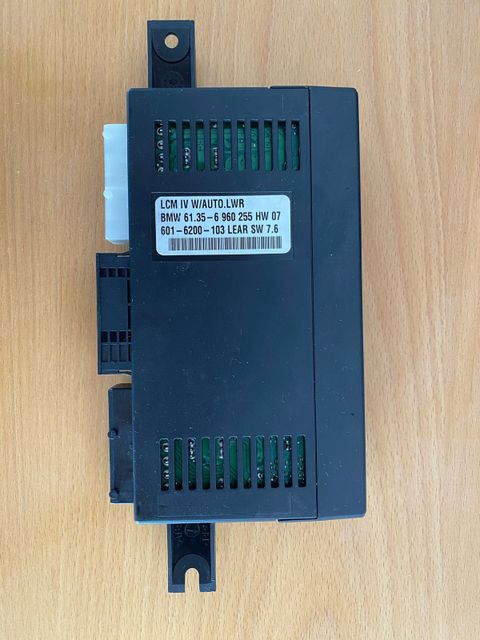 LCM IV W/AUTO.LWR
BMW 61.35-6 960 255 HW 07
601-6200-103 LEAR SW 7.6